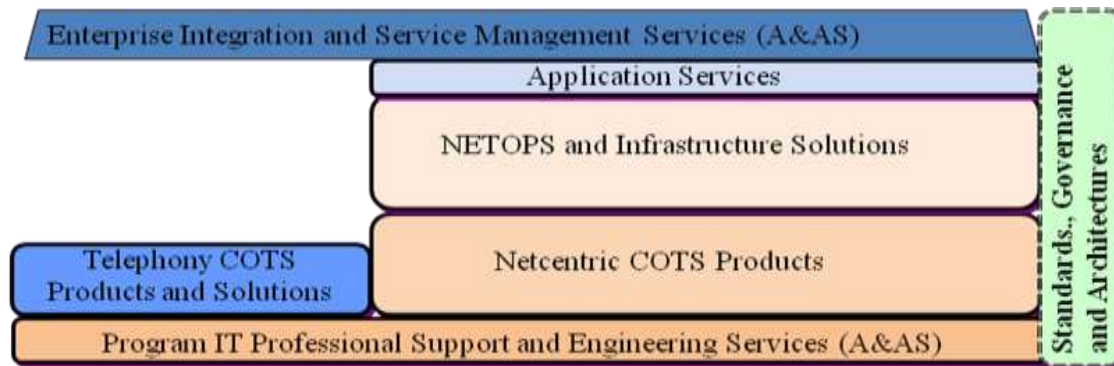 Enterprise Integration and Service Management Services (A&AS)
Application Services
NETOPS and Infrastructure Solutions
Telephony COTS
Products and Solutions
Netcentric COTS Products
Program IT Professional Support and Engineering Services (A&AS)
Standards., Governance
and Architectures